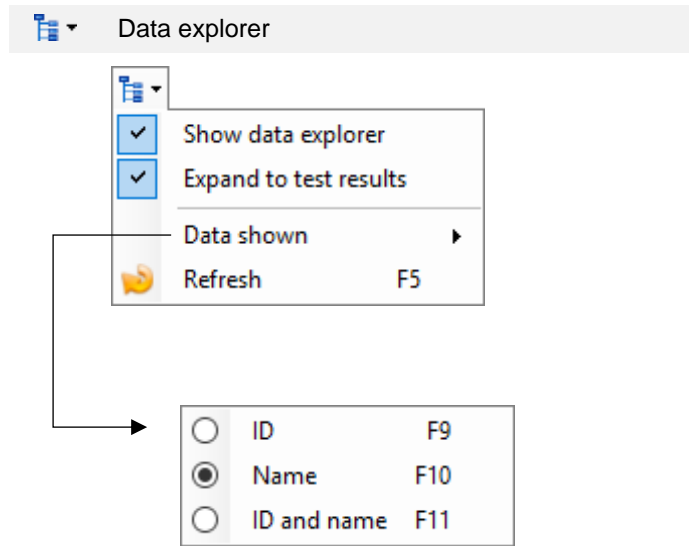 Data explorer
Show data explorer
Expand to test results
Data shown
Refresh F5
ID F9
Name F10
ID and name F11